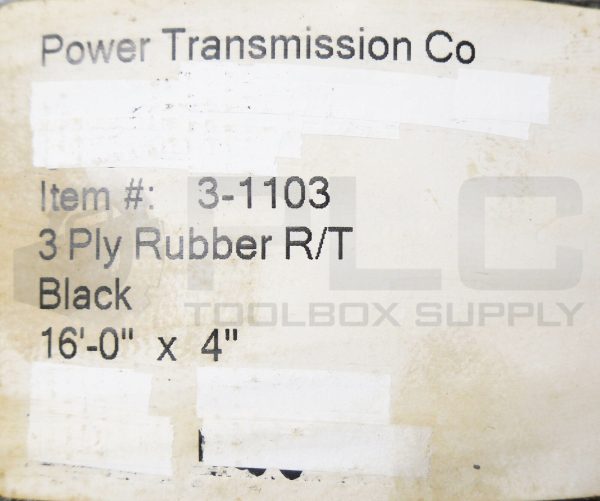 Power Transmission Co
Item #: 3-1103
3 Ply Rubber R/T
Black
TOOLBOX SUPPLY
16'-0" x 4"